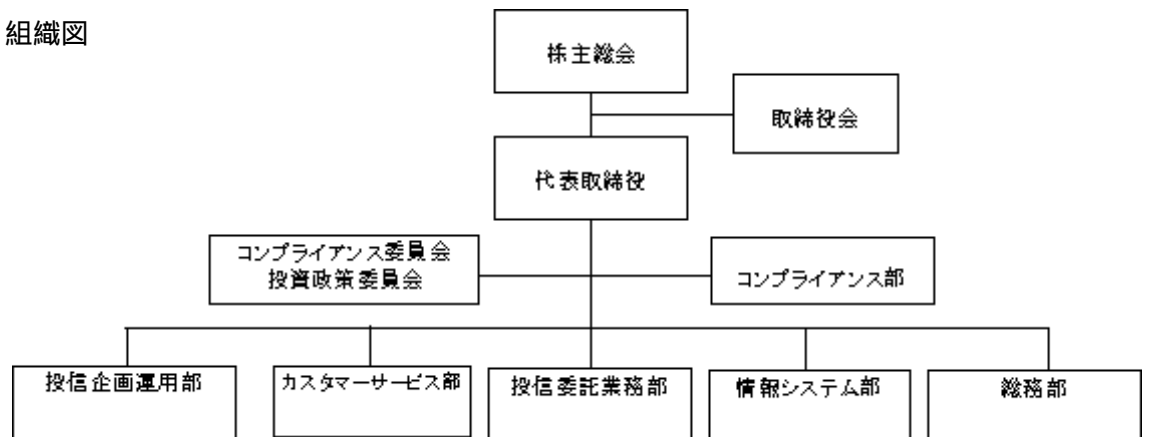 組織図
株主総会
取締役会
代表取締役
コンプライアンス委員会
投資政策委員会
コンプライアンス部
投信企画運用部
カスタマーサービス部
投信委託業務部
情報システム部
総務部